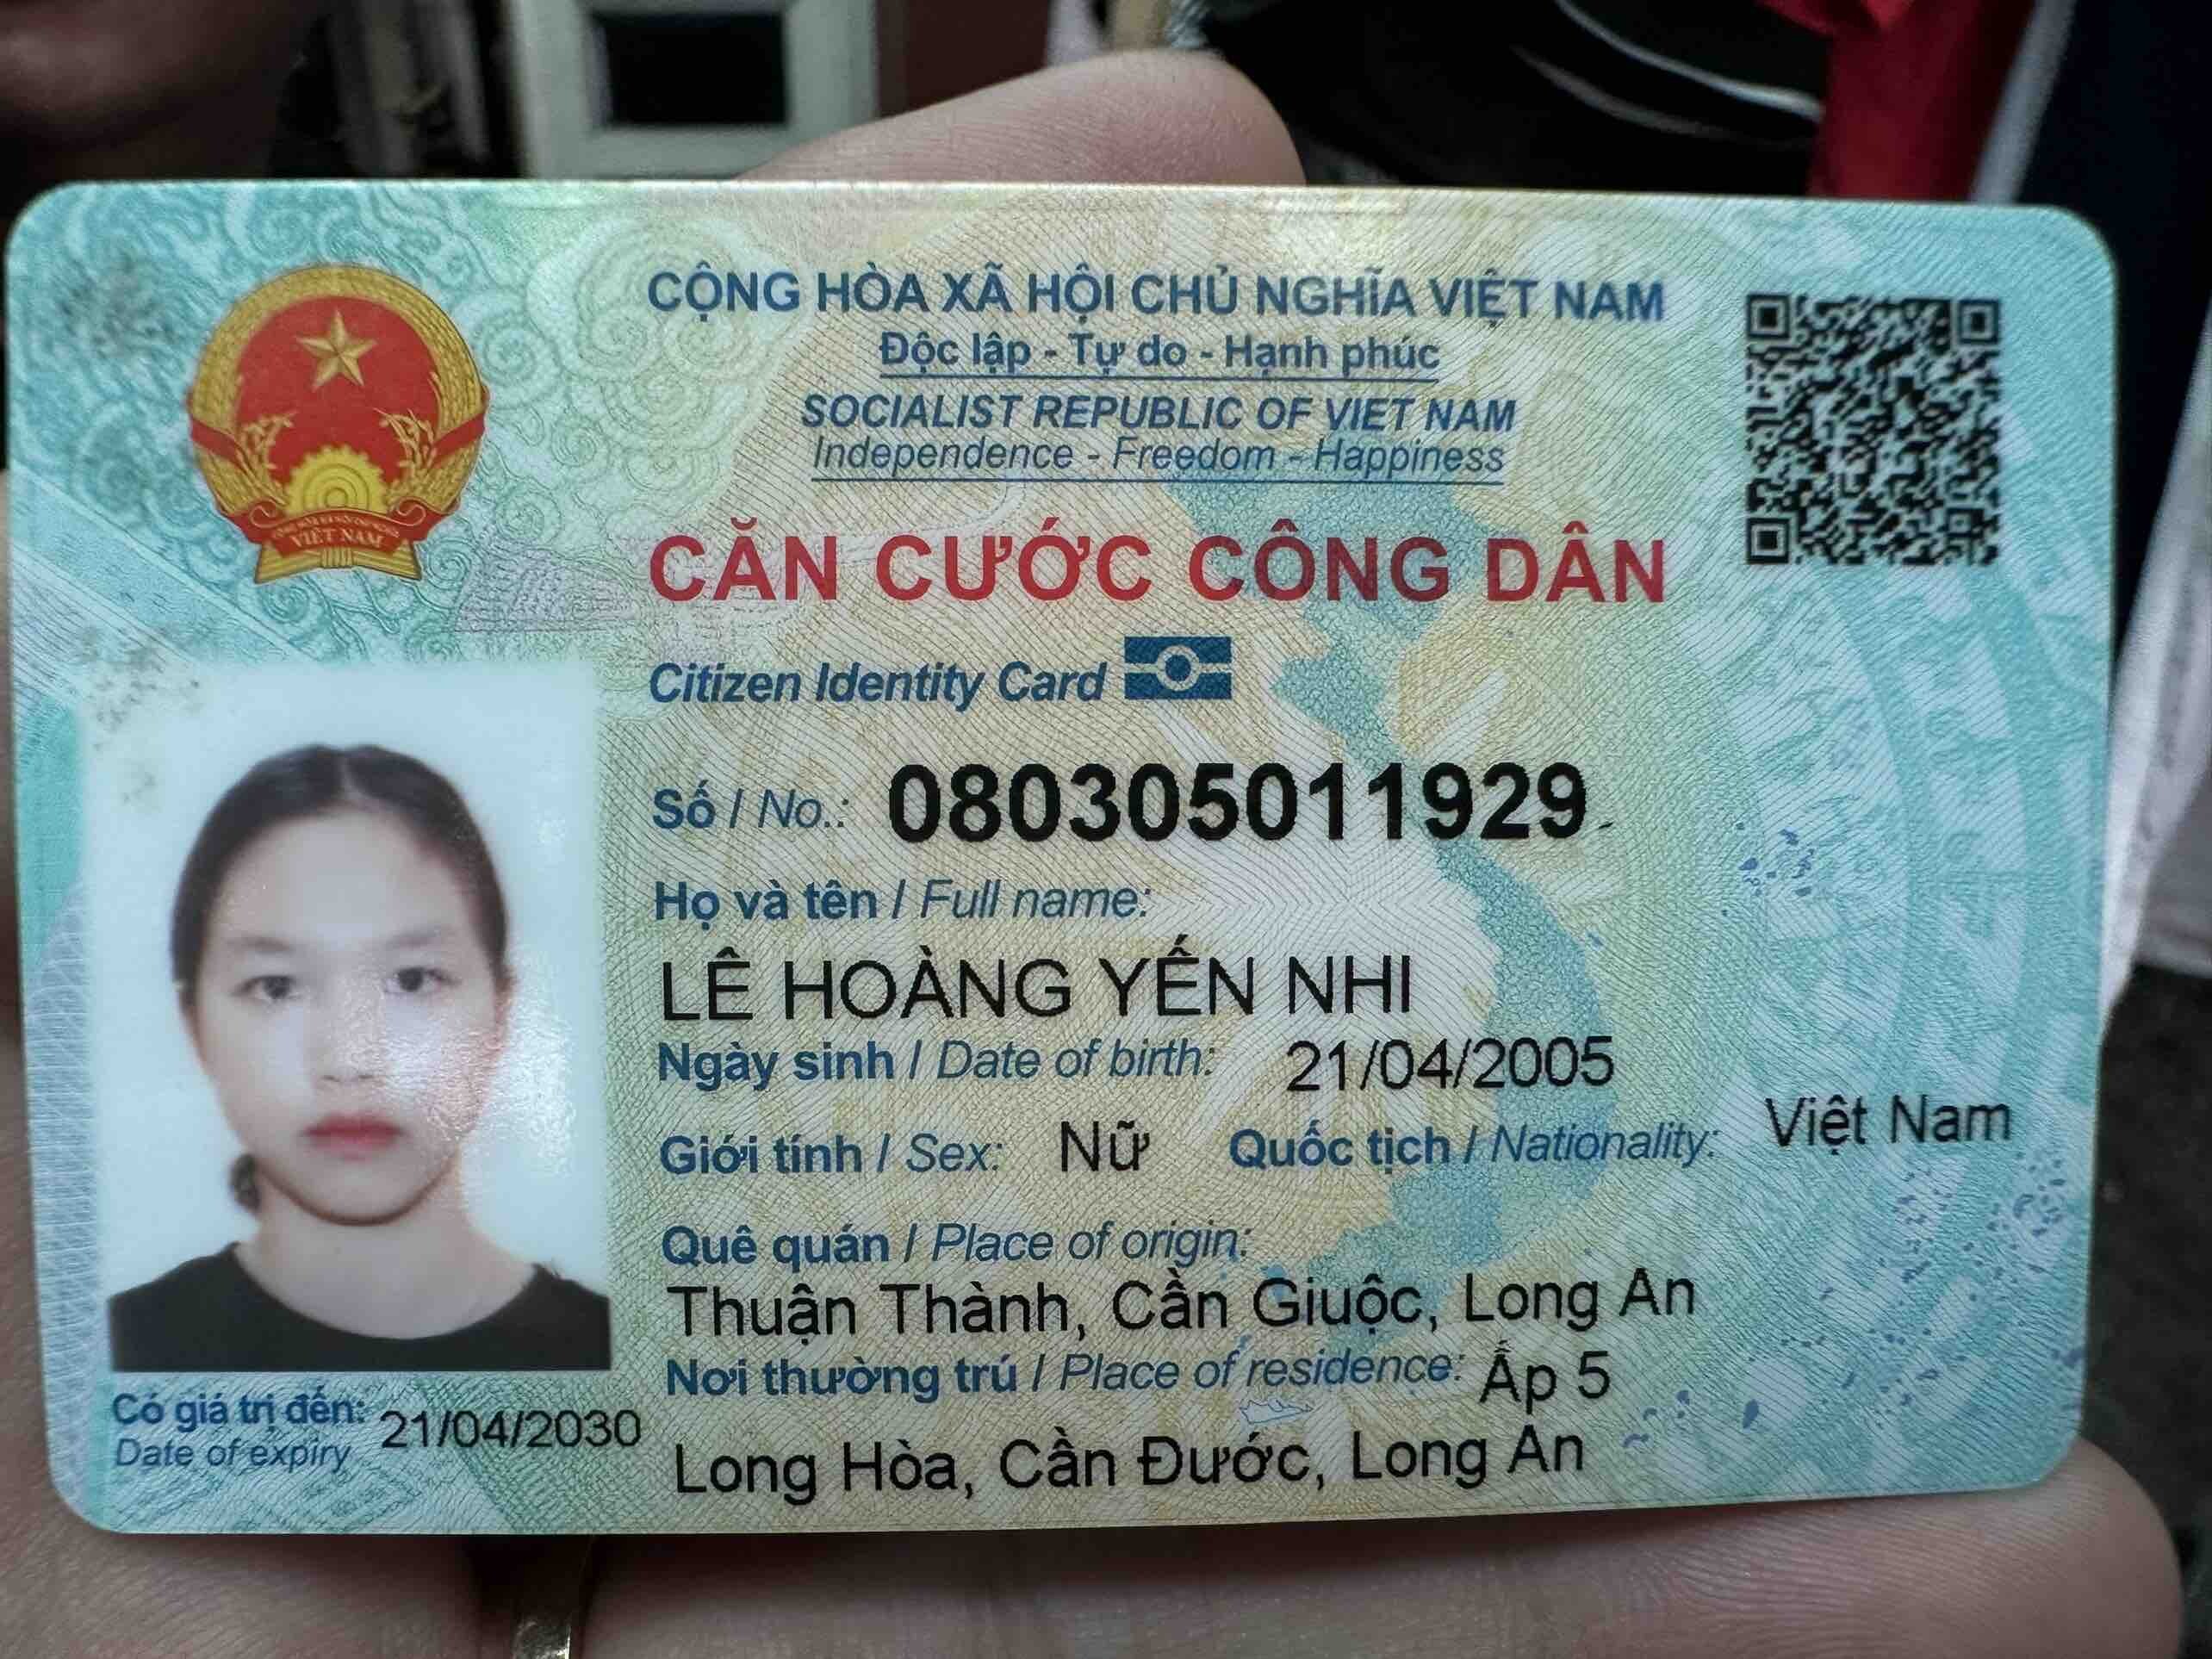 CỘNG HÒA XÃ HỘI CHỦ NGHĨA VIỆT NAM
Độc lập - Tự do - Hạnh phúc
SOCIALIST REPUBLIC OF VIET NAM
Independence - Freedom - Happiness
VIỆT NAM
CĂN CƯỚC CÔNG DÂN
Citizen Identity Card
Số / No.: 080305011929
Họ và tên / Full name:
LÊ HOÀNG YẾN NHI
Ngày sinh / Date of birth: 21/04/2005
Giới tính / Sex: Nữ Quốc tịch / Nationality: Việt Nam
Quê quán / Place of origin:
Thuận Thành, Cần Giuộc, Long An
Nơi thường trú / Place of residence: Ấp 5
Long Hòa, Cần Đước, Long An
Có giá trị đến: 21/04/2030
Date of expiry